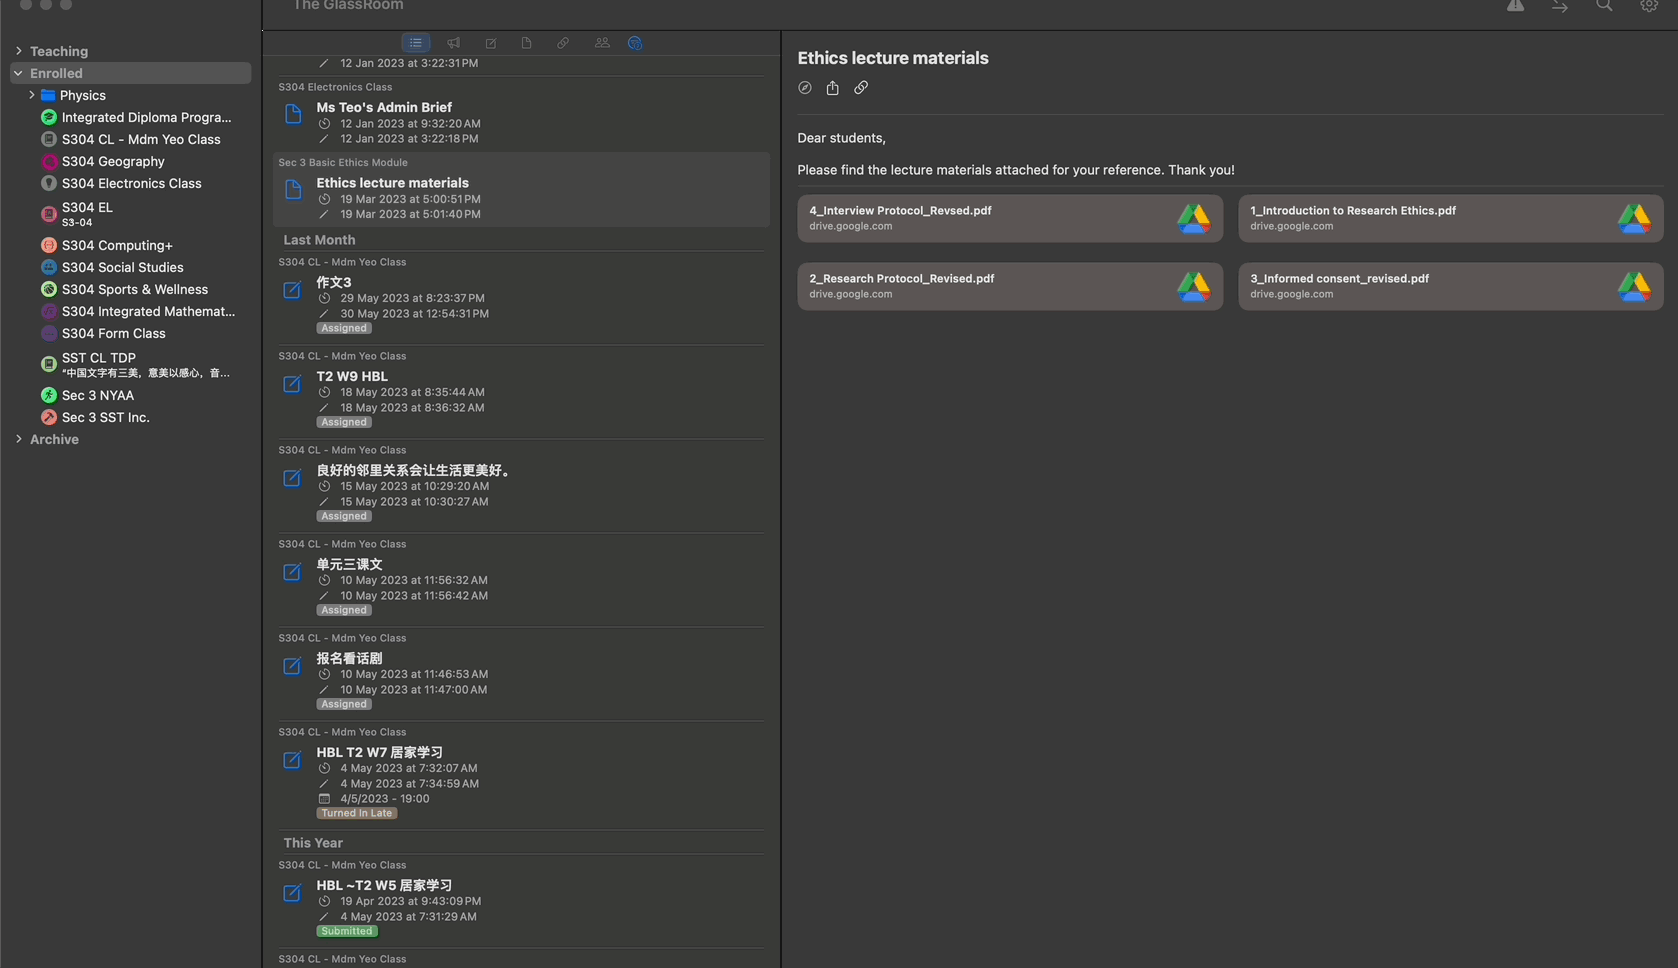 The GlassRoom
Teaching
Enrolled
Physics
Integrated Diploma Progra...
S304 CL - Mdm Yeo Class
S304 Geography
S304 Electronics Class
S304 EL
S3-04
S304 Computing+
S304 Social Studies
S304 Sports & Wellness
S304 Integrated Mathemat...
S304 Form Class
SST CL TDP
“中国文字有三美，意美以感心，音...
Sec 3 NYAA
Sec 3 SST Inc.
Archive
12 Jan 2023 at 3:22:31 PM
S304 Electronics Class
Ms Teo's Admin Brief
12 Jan 2023 at 9:32:20 AM
12 Jan 2023 at 3:22:18 PM
Sec 3 Basic Ethics Module
Ethics lecture materials
19 Mar 2023 at 5:00:51 PM
19 Mar 2023 at 5:01:40 PM
Last Month
S304 CL - Mdm Yeo Class
作文3
29 May 2023 at 8:23:37 PM
30 May 2023 at 12:54:31 PM
Assigned
S304 CL - Mdm Yeo Class
T2 W9 HBL
18 May 2023 at 8:35:44 AM
18 May 2023 at 8:36:32 AM
Assigned
S304 CL - Mdm Yeo Class
良好的邻里关系会让生活更美好。
15 May 2023 at 10:29:20 AM
15 May 2023 at 10:30:27 AM
Assigned
S304 CL - Mdm Yeo Class
单元三课文
10 May 2023 at 11:56:32 AM
10 May 2023 at 11:56:42 AM
Assigned
S304 CL - Mdm Yeo Class
报名看话剧
10 May 2023 at 11:46:53 AM
10 May 2023 at 11:47:00 AM
Assigned
S304 CL - Mdm Yeo Class
HBL T2 W7 居家学习
4 May 2023 at 7:32:07 AM
4 May 2023 at 7:34:59 AM
4/5/2023 - 19:00
Turned In Late
This Year
S304 CL - Mdm Yeo Class
HBL ~T2 W5 居家学习
19 Apr 2023 at 9:43:09 PM
4 May 2023 at 7:31:29 AM
Submitted
S304 CL - Mdm Yeo Class
Ethics lecture materials
Dear students,
Please find the lecture materials attached for your reference. Thank you!
4_Interview Protocol_Revsed.pdf
drive.google.com
1_Introduction to Research Ethics.pdf
drive.google.com
2_Research Protocol_Revised.pdf
drive.google.com
3_Informed consent_revised.pdf
drive.google.com